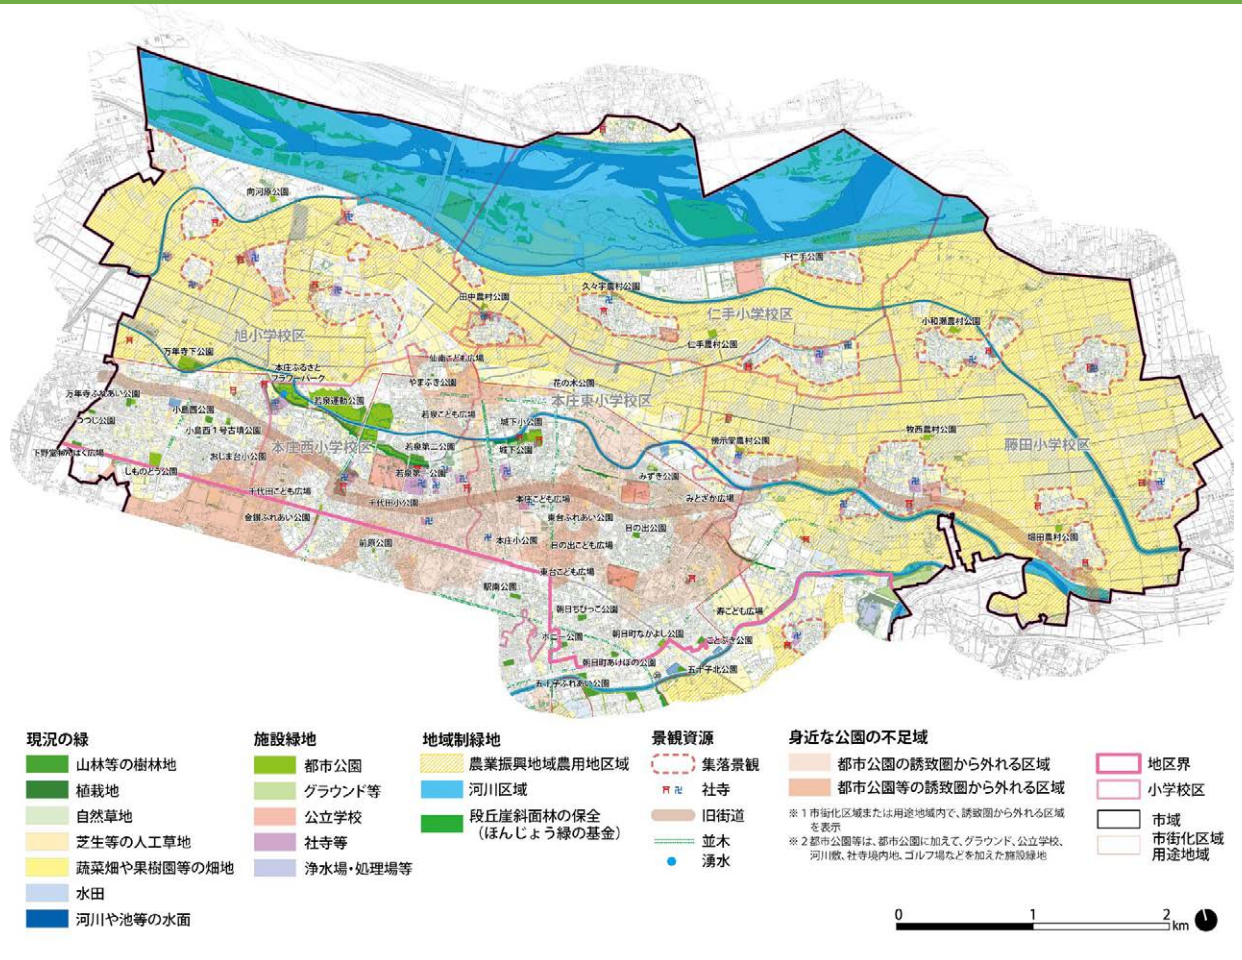 向河原公園
下仁手公園
久々宇農村公園
田中農村公園
仁手小学校区
小和瀬農村公園
旭小学校区
仁手農村公園
万年寺下公園
仙南こども広場
本庄ふるさと
フラワーパーク
やまぶき公園
花の木公園
万年寺ふれあい公園
若泉運動公園
本庄東小学校区
小島西公園
若泉こども広場
つつじ公園
城下小公園
牧西農村公園
小島西1号古墳公園
本庄西小学校区
若泉第二公園
城下公園
傍示堂農村公園
藤田小学校区
下野堂わんぱく広場
おじま台小公園
しものどう公園
若泉第一公園
みずき公園
千代田こども広場
千代田小公園
本庄こども広場
みとざか広場
金鑚ふれあい公園
東台ふれあい公園
日の出公園
前原公園
本庄小公園
日の出こども広場
堀田農村公園
東台こども広場
駅南公園
朝日ちびっこ公園
寿こども広場
ポニー公園
朝日町なかよし公園
ことぶき公園
朝日町あけぼの公園
五十子北公園
五十子ふれあい公園
現況の緑
山林等の樹林地
植栽地
自然草地
芝生等の人工草地
蔬菜畑や果樹園等の畑地
水田
河川や池等の水面
施設緑地
都市公園
グラウンド等
公立学校
社寺等
浄水場・処理場等
地域制緑地
農業振興地域農用地区域
河川区域
段丘崖斜面林の保全
（ほんじょう緑の基金）
景観資源
集落景観
社寺
旧街道
並木
湧水
身近な公園の不足域
都市公園の誘致圏から外れる区域
都市公園等の誘致圏から外れる区域
※1 市街化区域または用途地域内で、誘致圏から外れる区域
を表示
※2 都市公園等は、都市公園に加えて、グラウンド、公立学校、
河川敷、社寺境内地、ゴルフ場などを加えた施設緑地
地区界
小学校区
市域
市街化区域
用途地域
0 1 2
km